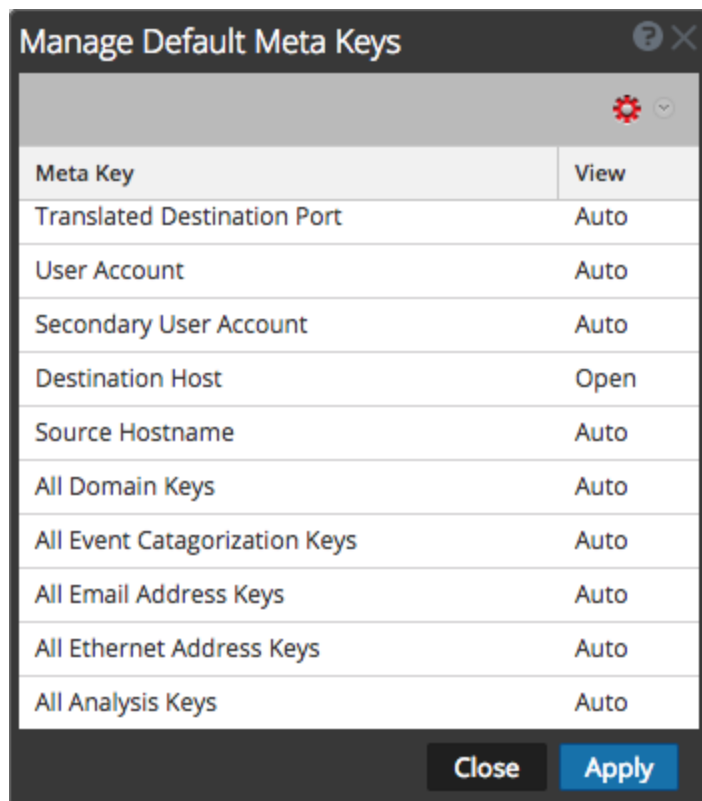 Manage Default Meta Keys
Meta Key View
Translated Destination Port Auto
User Account Auto
Secondary User Account Auto
Destination Host Open
Source Hostname Auto
All Domain Keys Auto
All Event Catagorization Keys Auto
All Email Address Keys Auto
All Ethernet Address Keys Auto
All Analysis Keys Auto
Close Apply